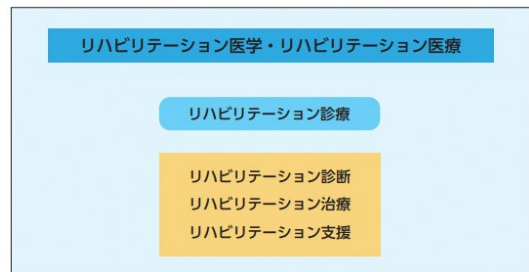 リハビリテーション医学・リハビリテーション医療
リハビリテーション診療
リハビリテーション診断
リハビリテーション治療
リハビリテーション支援